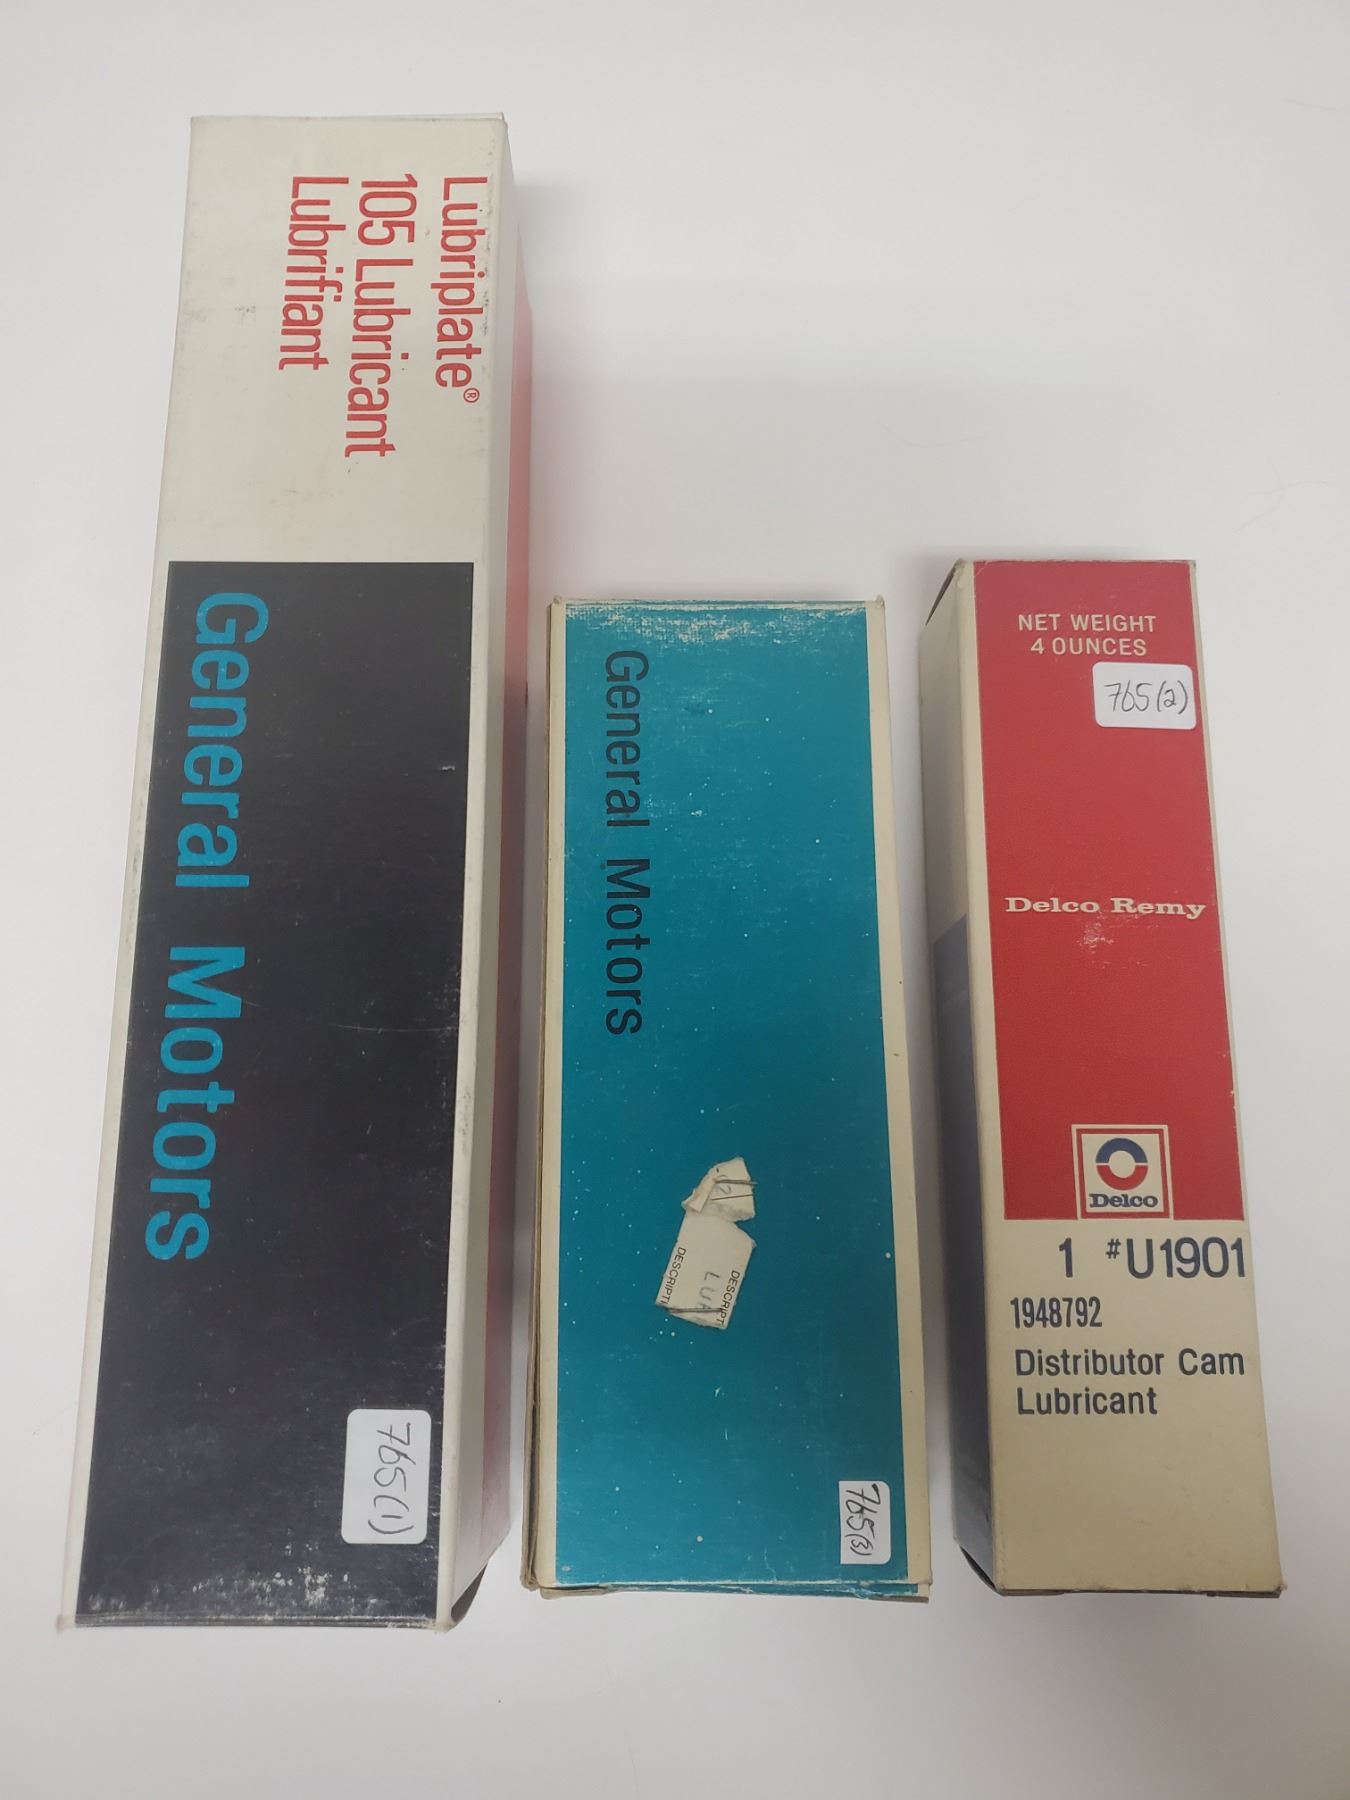 Lubriplate®
105 Lubricant
Lubrifiant
General Motors
765(1)
General Motors
DESCRIPTI
DESCRIPT
765(3)
NET WEIGHT
4 OUNCES
765(2)
Delco Remy
Delco
1 #U1901
1948792
Distributor Cam
Lubricant